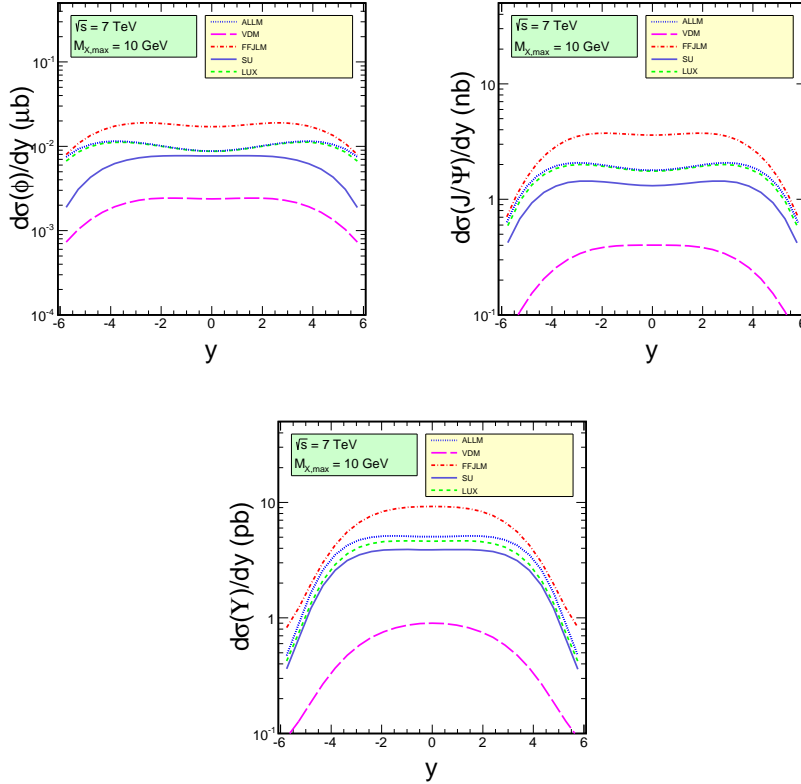 √s = 7 TeV
M_X,max = 10 GeV
ALLM
VDM
FFJLM
SU
LUX
dσ(ϕ)/dy (μb)
10⁻¹
10⁻²
10⁻³
10⁻⁴
-6 -4 -2 0 2 4 6
y
√s = 7 TeV
M_X,max = 10 GeV
ALLM
VDM
FFJLM
SU
LUX
dσ(J/Ψ)/dy (nb)
10
1
10⁻¹
-6 -4 -2 0 2 4 6
y
√s = 7 TeV
M_X,max = 10 GeV
ALLM
VDM
FFJLM
SU
LUX
dσ(Υ)/dy (pb)
10
1
10⁻¹
-6 -4 -2 0 2 4 6
y